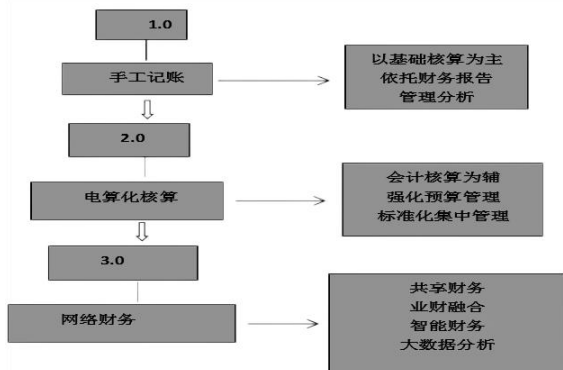 1.0
手工记账
以基础核算为主
依托财务报告
管理分析
2.0
电算化核算
会计核算为辅
强化预算管理
标准化集中管理
3.0
网络财务
共享财务
业财融合
智能财务
大数据分析